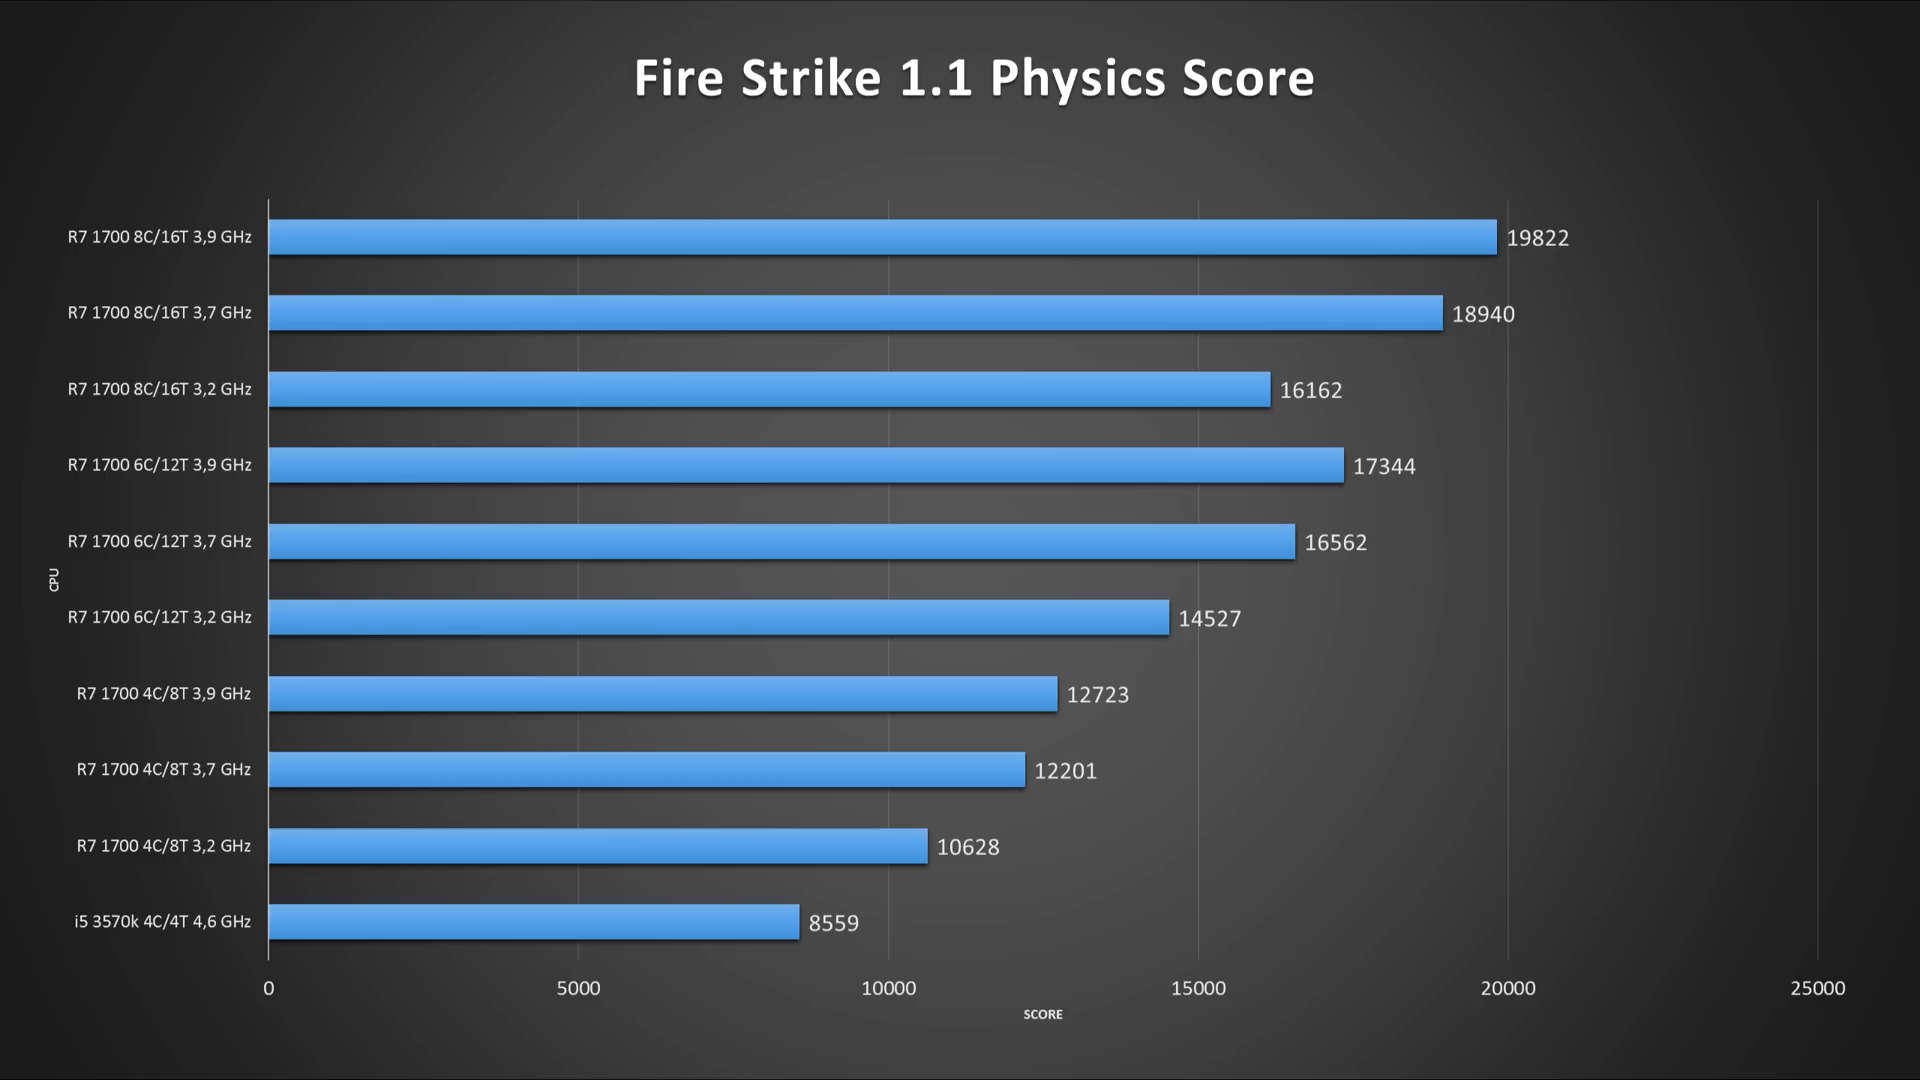 Fire Strike 1.1 Physics Score
R7 1700 8C/16T 3,9 GHz 19822
R7 1700 8C/16T 3,7 GHz 18940
R7 1700 8C/16T 3,2 GHz 16162
R7 1700 6C/12T 3,9 GHz 17344
R7 1700 6C/12T 3,7 GHz 16562
CPU
R7 1700 6C/12T 3,2 GHz 14527
R7 1700 4C/8T 3,9 GHz 12723
R7 1700 4C/8T 3,7 GHz 12201
R7 1700 4C/8T 3,2 GHz 10628
i5 3570k 4C/4T 4,6 GHz 8559
0 5000 10000 15000 20000 25000
SCORE